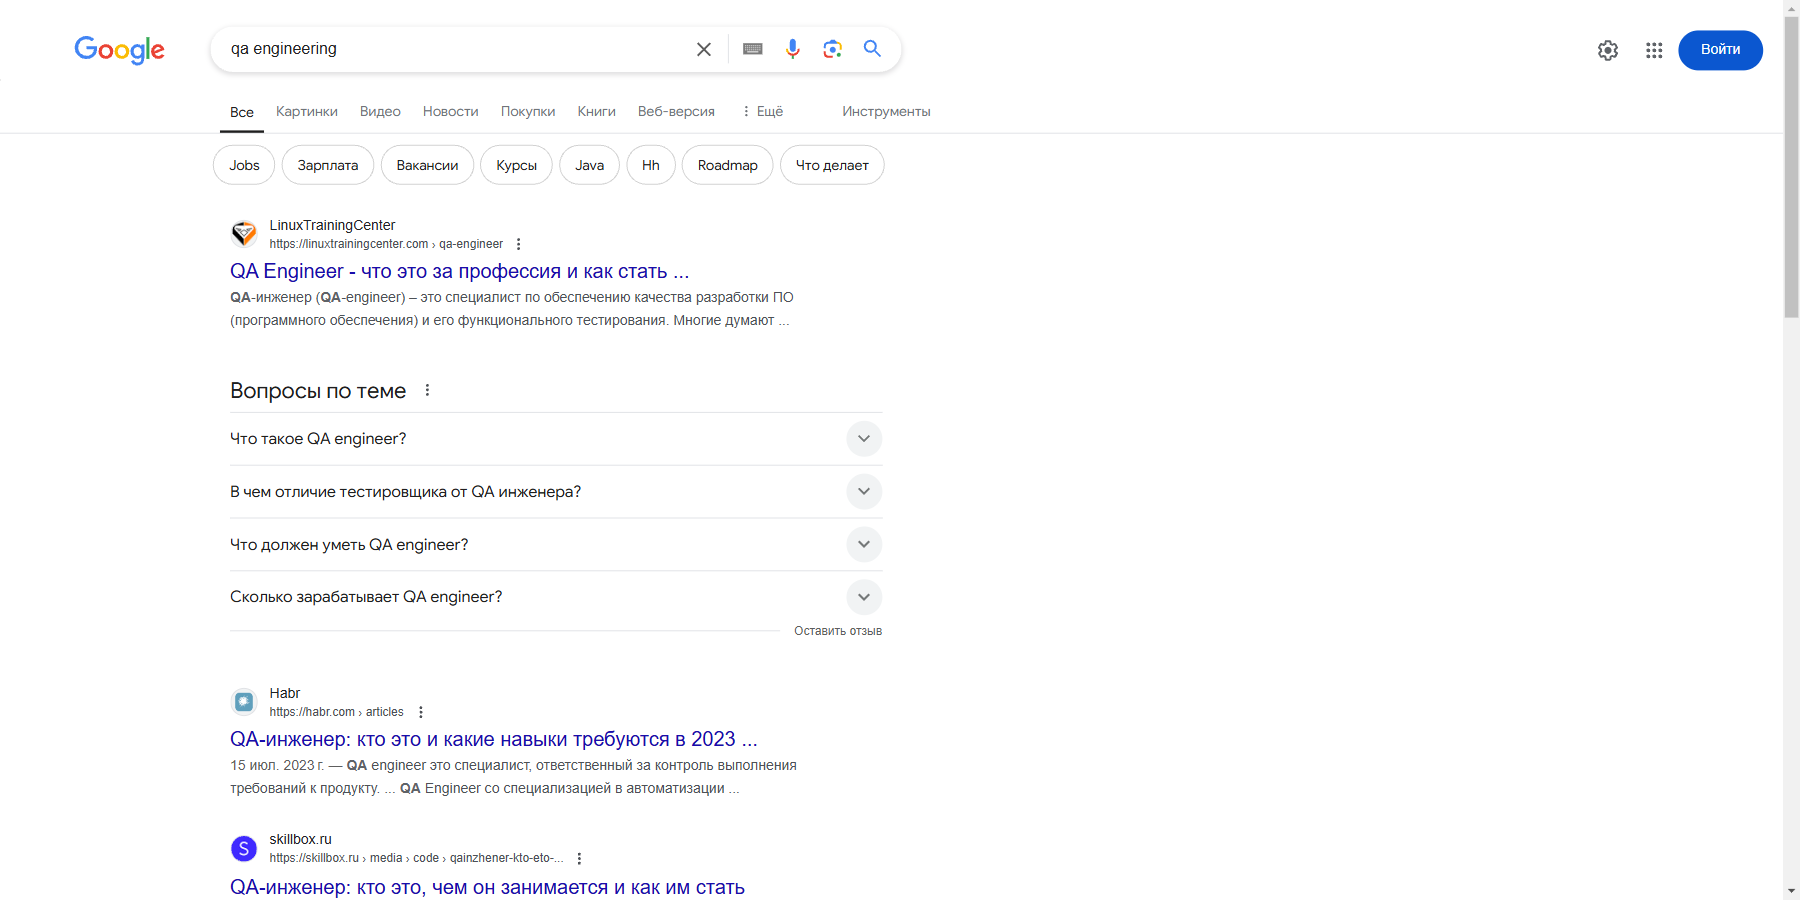 Google
qa engineering
Войти
Все
Картинки
Видео
Новости
Покупки
Книги
Веб-версия
Ещё
Инструменты
Jobs
Зарплата
Вакансии
Курсы
Java
Hh
Roadmap
Что делает
LinuxTrainingCenter
https://linuxtrainingcenter.com › qa-engineer
QA Engineer - что это за профессия и как стать ...
QA-инженер (QA-engineer) – это специалист по обеспечению качества разработки ПО
(программного обеспечения) и его функционального тестирования. Многие думают ...
Вопросы по теме
Что такое QA engineer?
В чем отличие тестировщика от QA инженера?
Что должен уметь QA engineer?
Сколько зарабатывает QA engineer?
Оставить отзыв
Habr
https://habr.com › articles
QA-инженер: кто это и какие навыки требуются в 2023 ...
15 июл. 2023 г. — QA engineer это специалист, ответственный за контроль выполнения
требований к продукту. ... QA Engineer со специализацией в автоматизации ...
S
skillbox.ru
https://skillbox.ru › media › code › qainzhener-kto-eto-...
QA-инженер: кто это, чем он занимается и как им стать